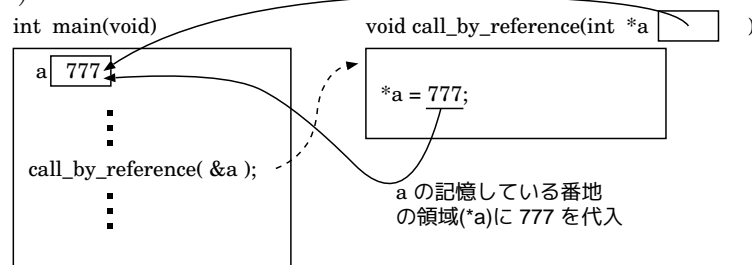 )
int main(void)
void call_by_reference(int *a )
a 777
*a = 777;
call_by_reference( &a );
a の記憶している番地
の領域(*a)に 777 を代入